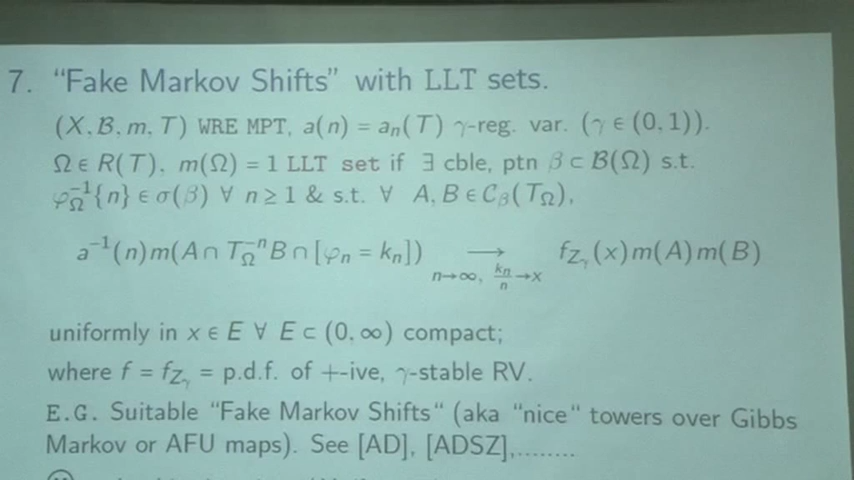 7. “Fake Markov Shifts” with LLT sets.
(X, B, m, T) WRE MPT, a(n) = aₙ(T) γ-reg. var. (γ ∈ (0, 1)).
Ω ∈ R(T), m(Ω) = 1 LLT set if ∃ cble, ptn β ⊂ B(Ω) s.t.
φ_Ω^{-1}{n} ∈ σ(β) ∀ n ≥ 1 & s.t. ∀ A, B ∈ C_β(T_Ω),
a^{-1}(n)m(A ∩ T_Ω^{-n}B ∩ [φ_n = k_n]) ⟶_{n→∞, k_n/n→x} f_{Z_γ}(x)m(A)m(B)
uniformly in x ∈ E ∀ E ⊂ (0, ∞) compact;
where f = f_{Z_γ} = p.d.f. of +-ive, γ-stable RV.
E.G. Suitable “Fake Markov Shifts“ (aka “nice“ towers over Gibbs
Markov or AFU maps). See [AD], [ADSZ],........